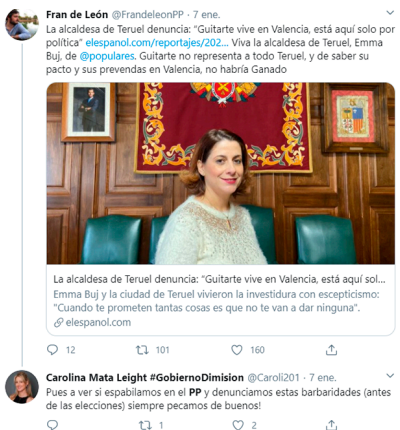 Fran de León @FrandeleonPP · 7 ene.
La alcaldesa de Teruel denuncia: “Guitarte vive en Valencia, está aquí solo por
política” elespanol.com/reportajes/202... Viva la alcaldesa de Teruel, Emma
Buj, de @populares. Guitarte no representa a todo Teruel, y de saber su
pacto y sus prevendas en Valencia, no habría Ganado
La alcaldesa de Teruel denuncia: “Guitarte vive en Valencia, está aquí sol...
Emma Buj y la ciudad de Teruel vivieron la investidura con escepticismo:
"Cuando te prometen tantas cosas es que no te van a dar ninguna".
elespanol.com
12 101 160
Carolina Mata Leight #GobiernoDimision @Caroli201 · 7 ene.
Pues a ver si espabilamos en el PP y denunciamos estas barbaridades (antes
de las elecciones) siempre pecamos de buenos!
1 2